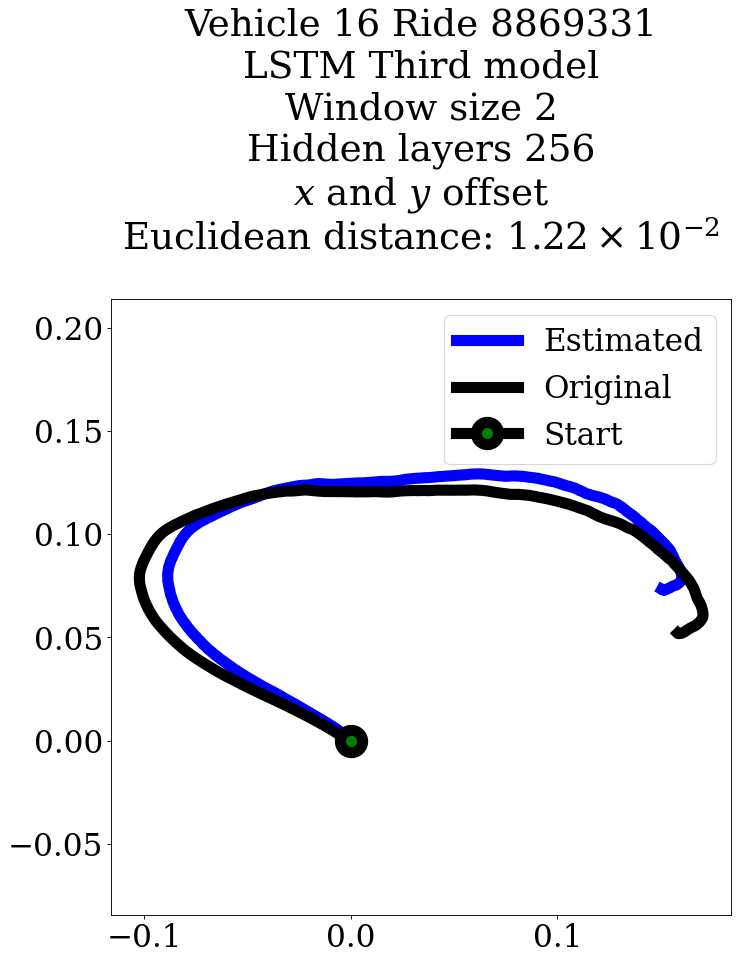 Vehicle 16 Ride 8869331
LSTM Third model
Window size 2
Hidden layers 256
x and y offset
Euclidean distance: 1.22 × 10⁻²
Estimated
Original
Start
0.20
0.15
0.10
0.05
0.00
−0.05
−0.1
0.0
0.1